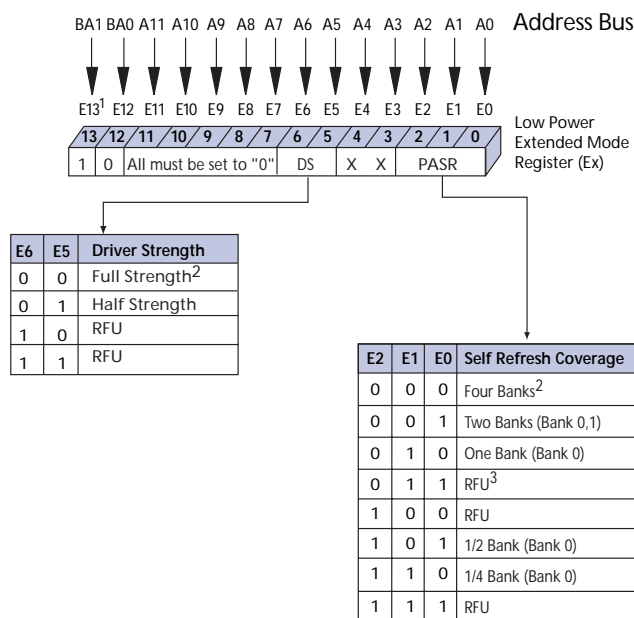 BA1 BA0 A11 A10 A9 A8 A7 A6 A5 A4 A3 A2 A1 A0 Address Bus
E13¹ E12 E11 E10 E9 E8 E7 E6 E5 E4 E3 E2 E1 E0
Low Power
Extended Mode
Register (Ex)
13 12 11 10 9 8 7 6 5 4 3 2 1 0
1 0 All must be set to "0" DS X X PASR
E6 E5 Driver Strength
0 0 Full Strength²
0 1 Half Strength
1 0 RFU
1 1 RFU
E2 E1 E0 Self Refresh Coverage
0 0 0 Four Banks²
0 0 1 Two Banks (Bank 0,1)
0 1 0 One Bank (Bank 0)
0 1 1 RFU³
1 0 0 RFU
1 0 1 1/2 Bank (Bank 0)
1 1 0 1/4 Bank (Bank 0)
1 1 1 RFU